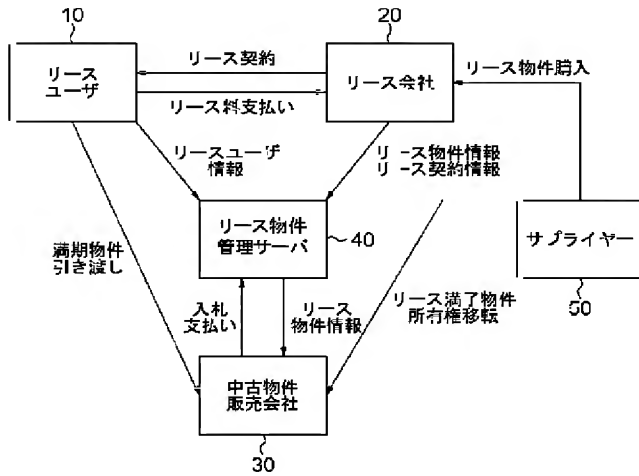 10
20
リース
ユーザ
リース契約
リース料支払い
リース会社
リース物件購入
リースユーザ
情報
リース物件情報
リース契約情報
リース物件
管理サーバ
40
サプライヤー
50
満期物件
引き渡し
入札
支払い
リース
物件情報
リース満了物件
所有権移転
中古物件
販売会社
30